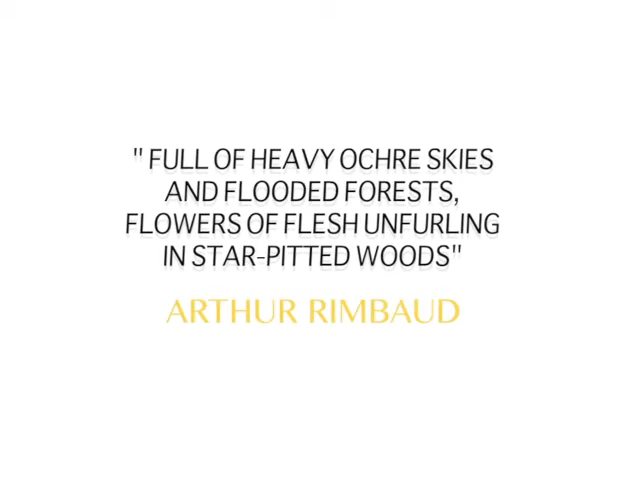 " FULL OF HEAVY OCHRE SKIES
AND FLOODED FORESTS,
FLOWERS OF FLESH UNFURLING
IN STAR-PITTED WOODS"
ARTHUR RIMBAUD